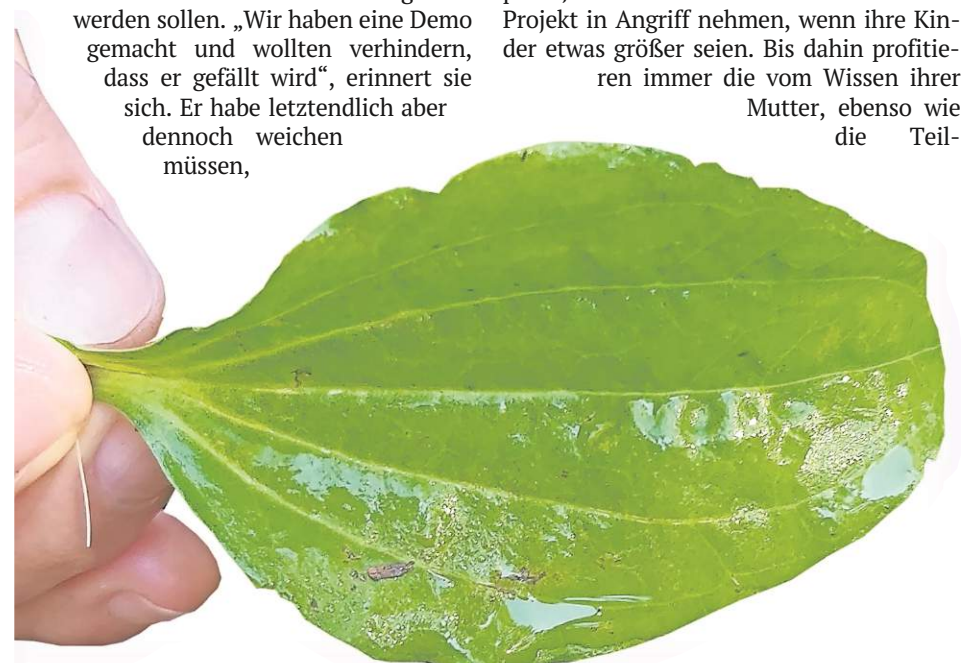 werden sollen. „Wir haben eine Demo
gemacht und wollten verhindern,
dass er gefällt wird“, erinnert sie
sich. Er habe letztendlich aber
dennoch weichen
müssen,
Projekt in Angriff nehmen, wenn ihre Kin-
der etwas größer seien. Bis dahin profitie-
ren immer die vom Wissen ihrer
Mutter, ebenso wie
die Teil-